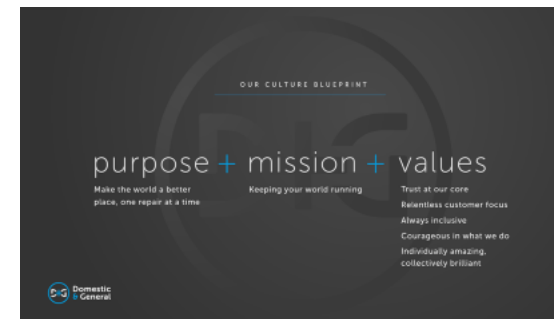 OUR CULTURE BLUEPRINT
purpose + mission + values
Make the world a better
place, one repair at a time
Keeping your world running
Trust at our core
Relentless customer focus
Always inclusive
Courageous in what we do
Individually amazing,
collectively brilliant
D&G
Domestic
& General